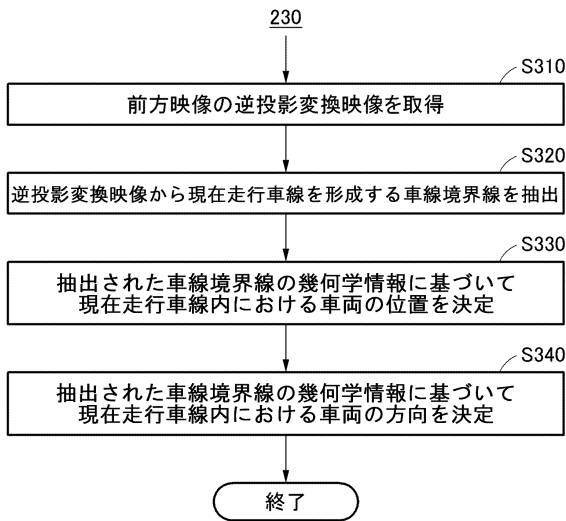 230
S310
前方映像の逆投影変換映像を取得
S320
逆投影変換映像から現在走行車線を形成する車線境界線を抽出
S330
抽出された車線境界線の幾何学情報に基づいて
現在走行車線内における車両の位置を決定
S340
抽出された車線境界線の幾何学情報に基づいて
現在走行車線内における車両の方向を決定
終了